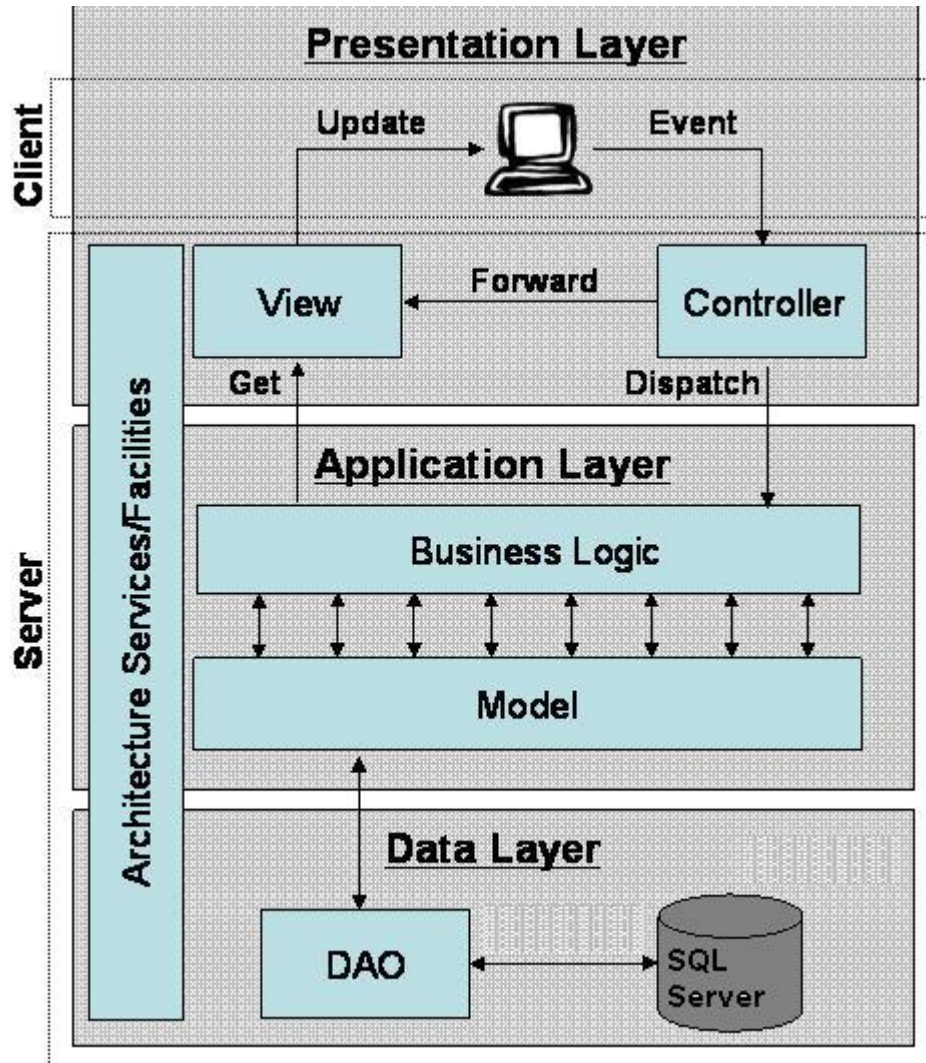 Presentation Layer
Client
Update
Event
View
Forward
Controller
Get
Dispatch
Server
Architecture Services/Facilities
Application Layer
Business Logic
Model
Data Layer
DAO
SQL
Server